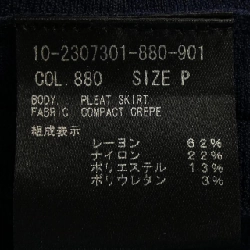 10-2307301-880-901
COL.880 SIZE P
BODY. PLEAT SKIRT
FABRIC COMPACT CREPE
組成表示
レーヨン 62%
ナイロン 22%
ポリエステル 13%
ポリウレタン 3%